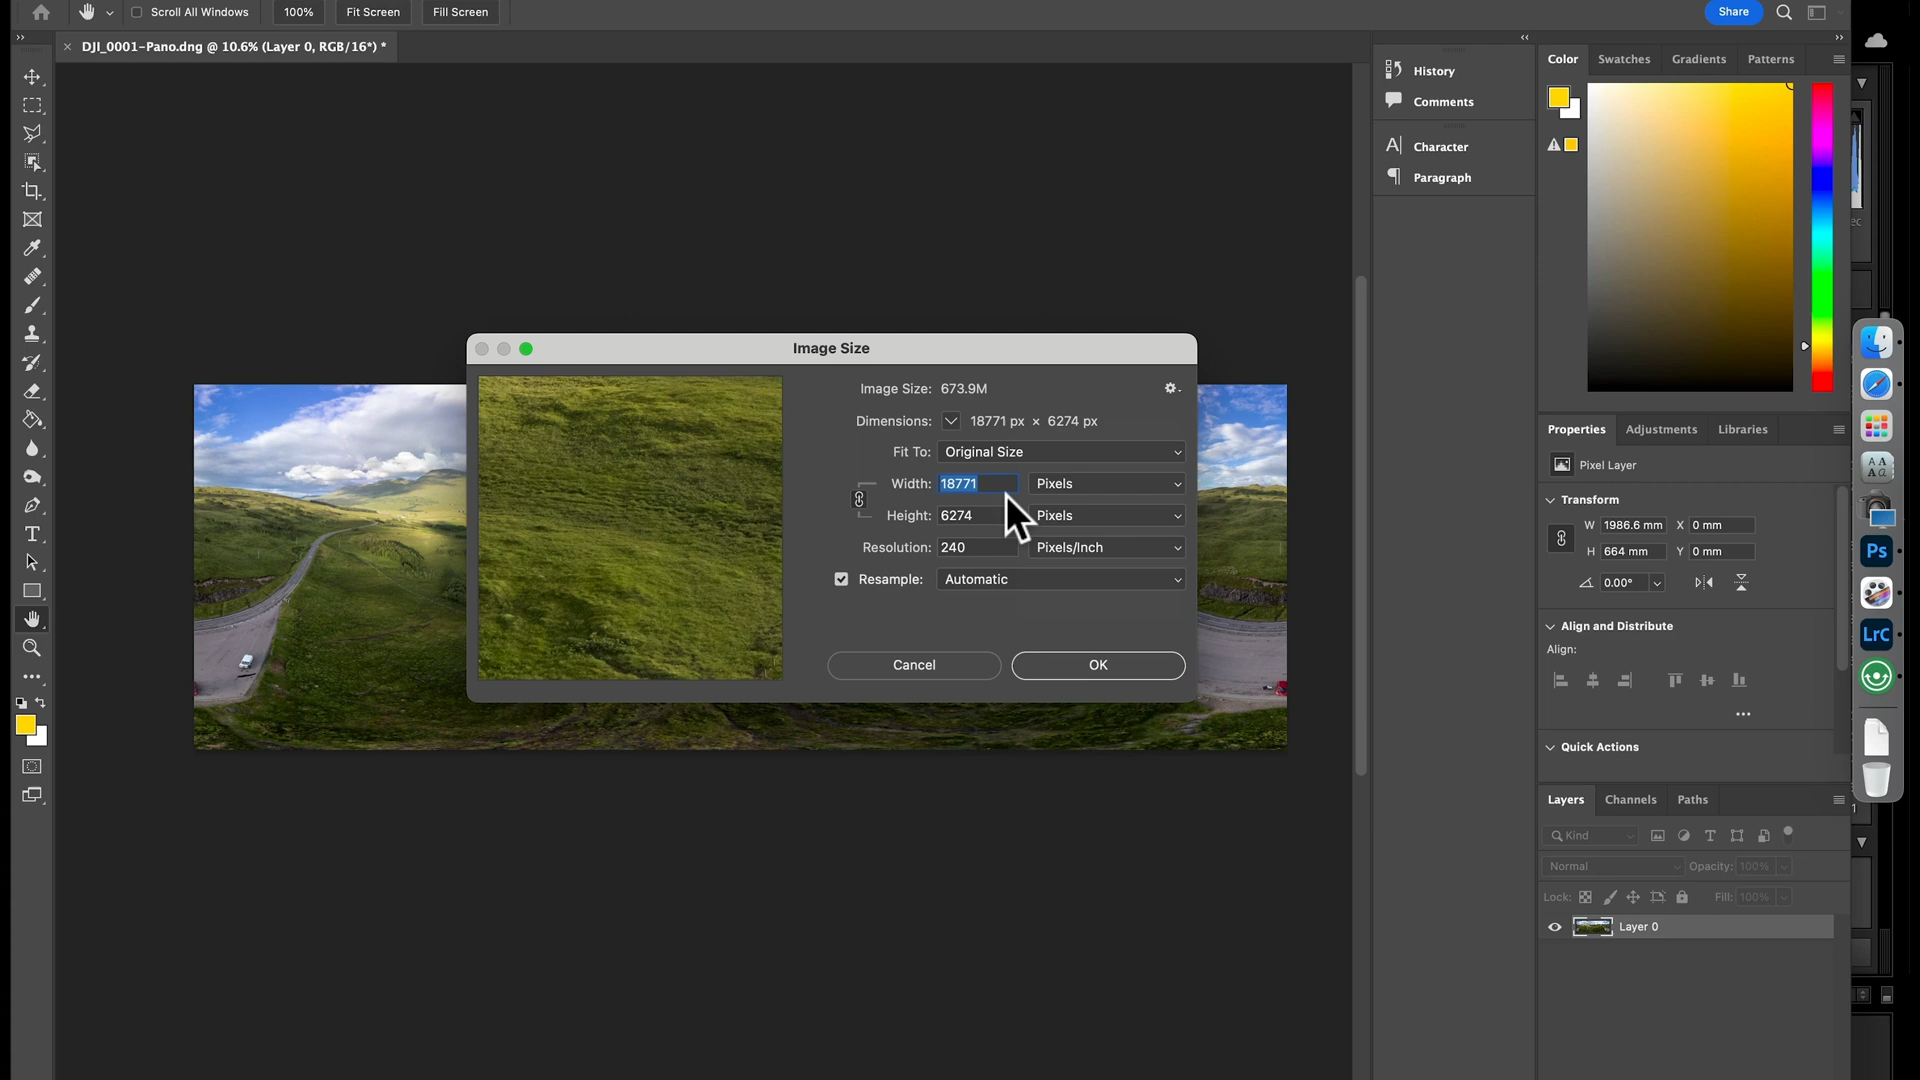 Scroll All Windows 100% Fit Screen Fill Screen Share
× DJI_0001-Pano.dng @ 10.6% (Layer 0, RGB/16*) *
History
Comments
Character
Paragraph
Color Swatches Gradients Patterns
Image Size
Image Size: 673.9M
Dimensions: 18771 px × 6274 px
Fit To: Original Size
Width: 18771 Pixels
Height: 6274 Pixels
Resolution: 240 Pixels/Inch
Resample: Automatic
Cancel OK
Properties Adjustments Libraries
Pixel Layer
Transform
W 1986.6 mm X 0 mm
H 664 mm Y 0 mm
0.00°
Align and Distribute
Align:
Quick Actions
Layers Channels Paths
Kind
Normal Opacity: 100%
Lock: Fill: 100%
Layer 0
Ps
LrC